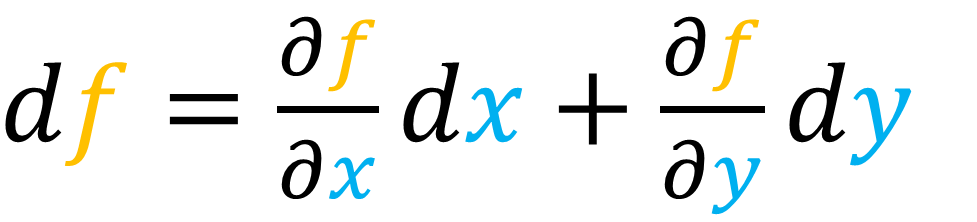 df = ∂f/∂x dx + ∂f/∂y dy